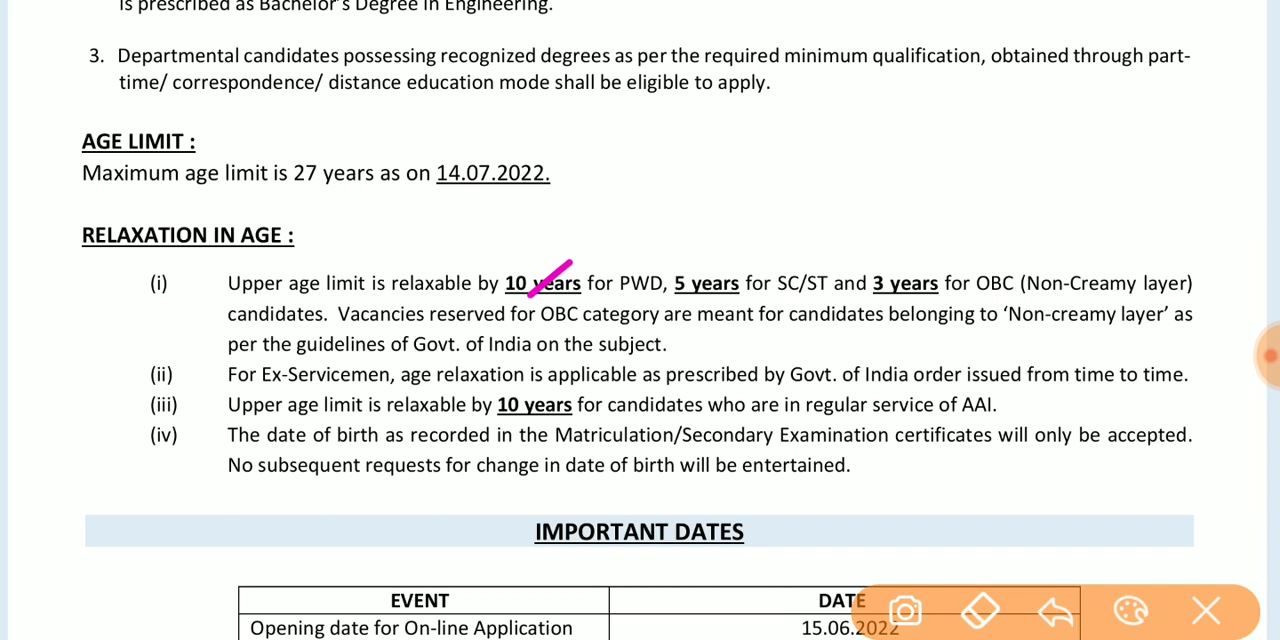 is prescribed as Bachelor's Degree in Engineering.
3. Departmental candidates possessing recognized degrees as per the required minimum qualification, obtained through part-
time/ correspondence/ distance education mode shall be eligible to apply.
AGE LIMIT :
Maximum age limit is 27 years as on 14.07.2022.
RELAXATION IN AGE :
(i) Upper age limit is relaxable by 10 years for PWD, 5 years for SC/ST and 3 years for OBC (Non-Creamy layer)
candidates. Vacancies reserved for OBC category are meant for candidates belonging to ‘Non-creamy layer’ as
per the guidelines of Govt. of India on the subject.
(ii) For Ex-Servicemen, age relaxation is applicable as prescribed by Govt. of India order issued from time to time.
(iii) Upper age limit is relaxable by 10 years for candidates who are in regular service of AAI.
(iv) The date of birth as recorded in the Matriculation/Secondary Examination certificates will only be accepted.
No subsequent requests for change in date of birth will be entertained.
IMPORTANT DATES
EVENT DATE
Opening date for On-line Application 15.06.2022